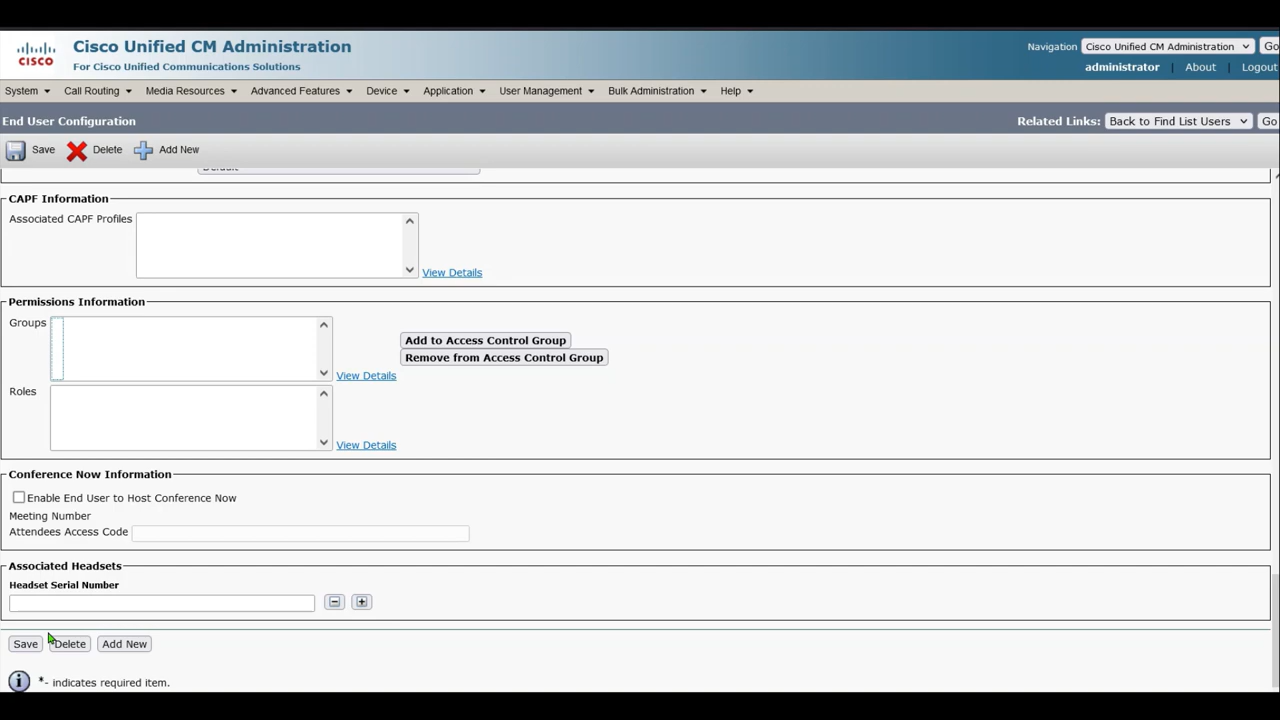 CISCO
Cisco Unified CM Administration
For Cisco Unified Communications Solutions
Navigation Cisco Unified CM Administration Go
administrator | About | Logout
System Call Routing Media Resources Advanced Features Device Application User Management Bulk Administration Help
End User Configuration
Related Links: Back to Find List Users Go
Save Delete Add New
Default
CAPF Information
Associated CAPF Profiles
View Details
Permissions Information
Groups
Add to Access Control Group
Remove from Access Control Group
View Details
Roles
View Details
Conference Now Information
Enable End User to Host Conference Now
Meeting Number
Attendees Access Code
Associated Headsets
Headset Serial Number
Save Delete Add New
*- indicates required item.